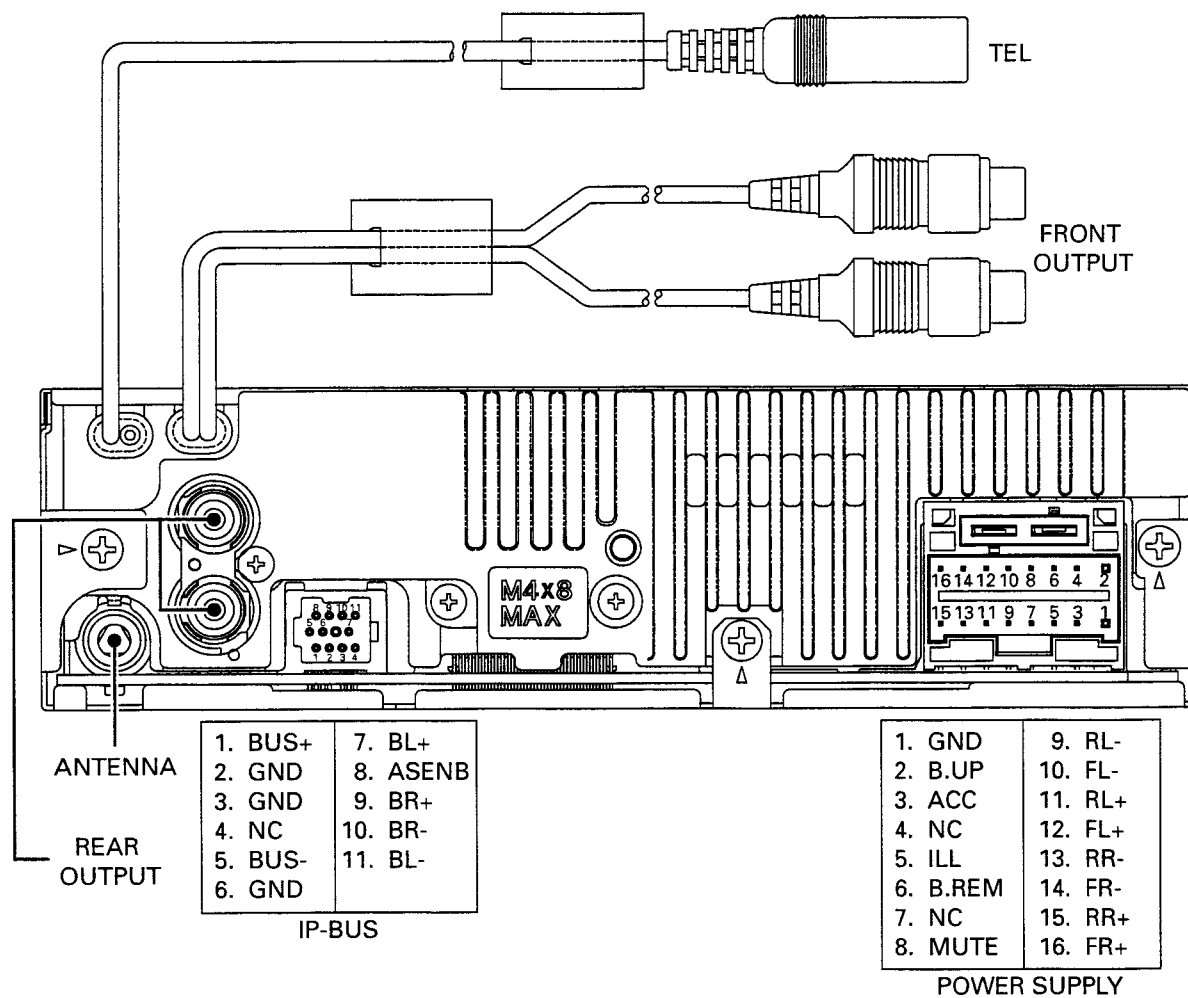 TEL
FRONT
OUTPUT
M4x8
MAX
16 14 12 10 8 6 4 2
15 13 11 9 7 5 3 1
8 9 10 11
5 6 7
1 2 3 4
ANTENNA
REAR
OUTPUT
1. BUS+ 7. BL+
2. GND 8. ASENB
3. GND 9. BR+
4. NC 10. BR-
5. BUS- 11. BL-
6. GND
IP-BUS
1. GND 9. RL-
2. B.UP 10. FL-
3. ACC 11. RL+
4. NC 12. FL+
5. ILL 13. RR-
6. B.REM 14. FR-
7. NC 15. RR+
8. MUTE 16. FR+
POWER SUPPLY